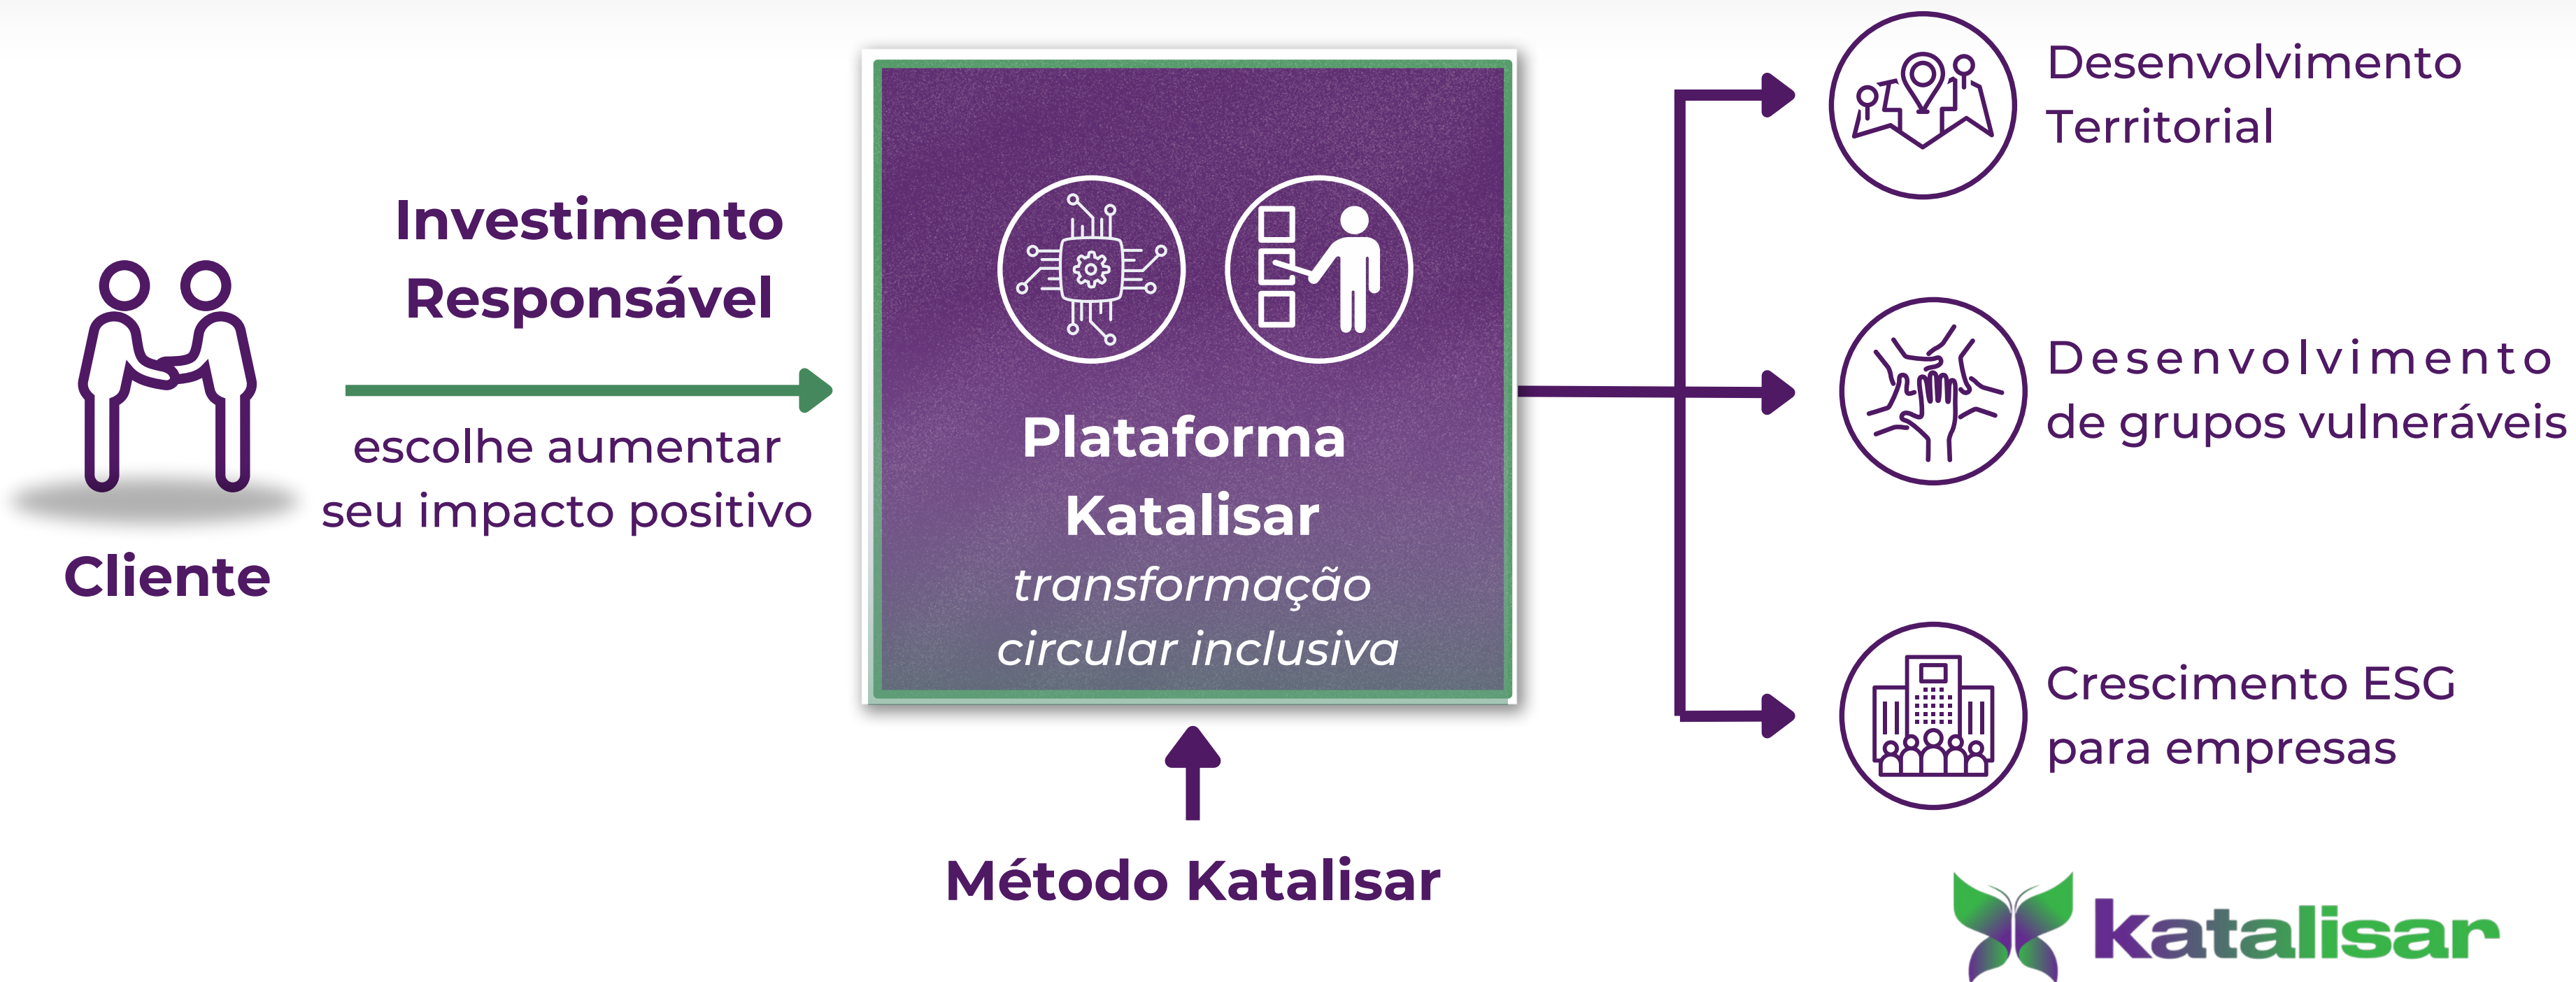 Investimento
Responsável
escolhe aumentar
seu impacto positivo
Cliente
Plataforma
Katalisar
transformação
circular inclusiva
Método Katalisar
Desenvolvimento
Territorial
Desenvolvimento
de grupos vulneráveis
Crescimento ESG
para empresas
katalisar